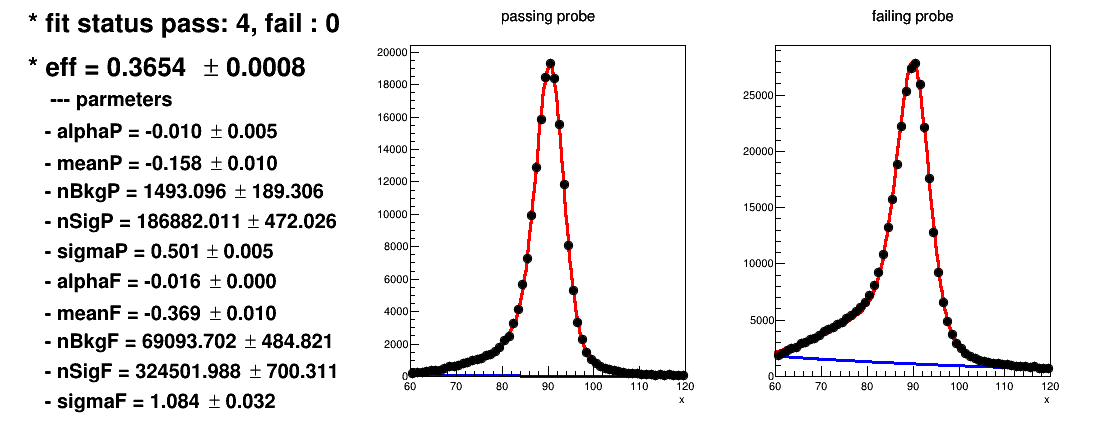 * fit status pass: 4, fail : 0
* eff = 0.3654 ± 0.0008
--- parmeters
- alphaP = -0.010 ± 0.005
- meanP = -0.158 ± 0.010
- nBkgP = 1493.096 ± 189.306
- nSigP = 186882.011 ± 472.026
- sigmaP = 0.501 ± 0.005
- alphaF = -0.016 ± 0.000
- meanF = -0.369 ± 0.010
- nBkgF = 69093.702 ± 484.821
- nSigF = 324501.988 ± 700.311
- sigmaF = 1.084 ± 0.032
passing probe
20000
18000
16000
14000
12000
10000
8000
6000
4000
2000
0
60 70 80 90 100 110 120
x
failing probe
25000
20000
15000
10000
5000
0
60 70 80 90 100 110 120
x